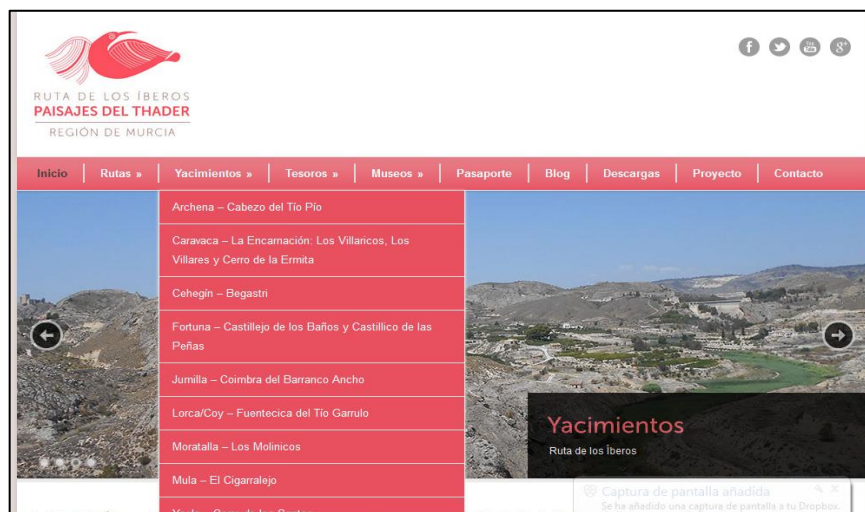 RUTA DE LOS ÍBEROS
PAISAJES DEL THADER
REGIÓN DE MURCIA
Inicio
Rutas »
Yacimientos »
Tesoros »
Museos »
Pasaporte
Blog
Descargas
Proyecto
Contacto
Archena – Cabezo del Tío Pío
Caravaca – La Encarnación: Los Villaricos, Los
Villares y Cerro de la Ermita
Cehegín – Begastri
Fortuna – Castillejo de los Baños y Castillico de las
Peñas
Jumilla – Coimbra del Barranco Ancho
Lorca/Coy – Fuentecica del Tío Garrulo
Moratalla – Los Molinicos
Mula – El Cigarralejo
Yacimientos
Ruta de los Íberos
Captura de pantalla añadida
Se ha añadido una captura de pantalla a tu Dropbox.